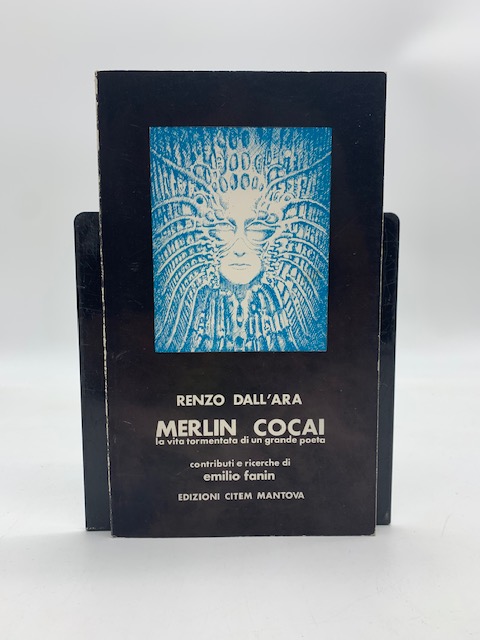 RENZO DALL'ARA
MERLIN COCAI
la vita tormentata di un grande poeta
contributi e ricerche di
emilio fanin
EDIZIONI CITEM MANTOVA